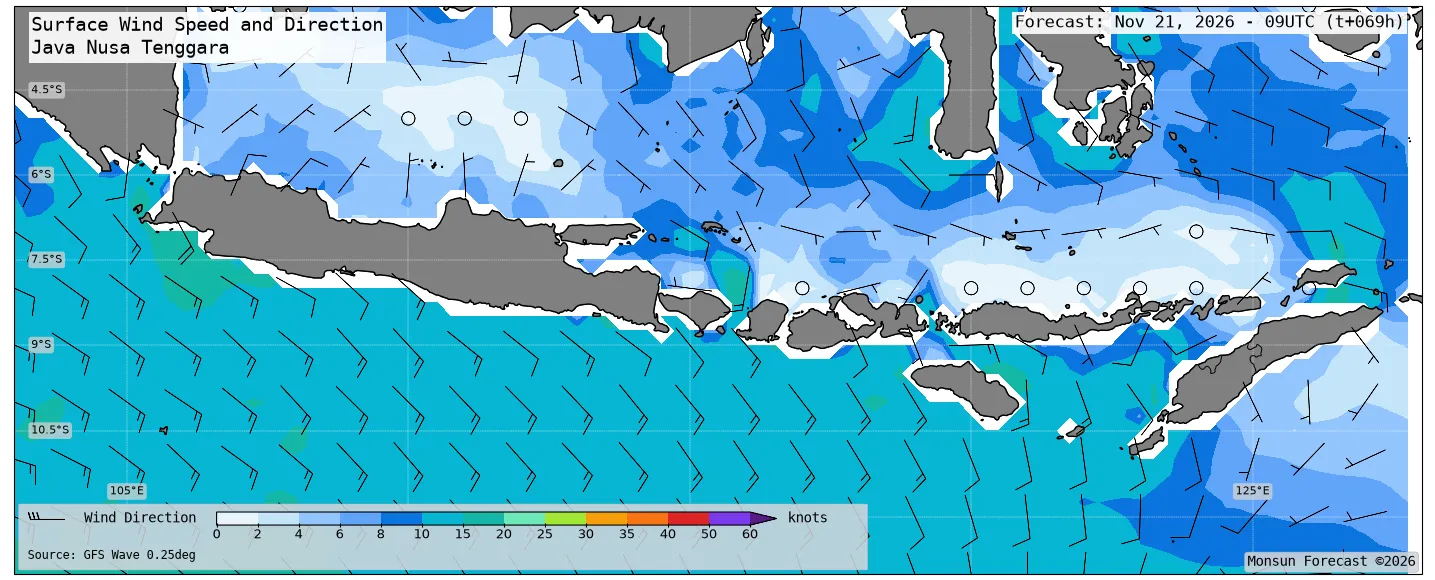 Surface Wind Speed and Direction
Java Nusa Tenggara
Forecast: Nov 21, 2026 - 09UTC (t+069h)
4.5°S
6°S
7.5°S
9°S
10.5°S
105°E
125°E
Wind Direction
0 2 4 6 8 10 15 20 25 30 35 40 50 60
knots
Source: GFS Wave 0.25deg
Monsun Forecast ©2026